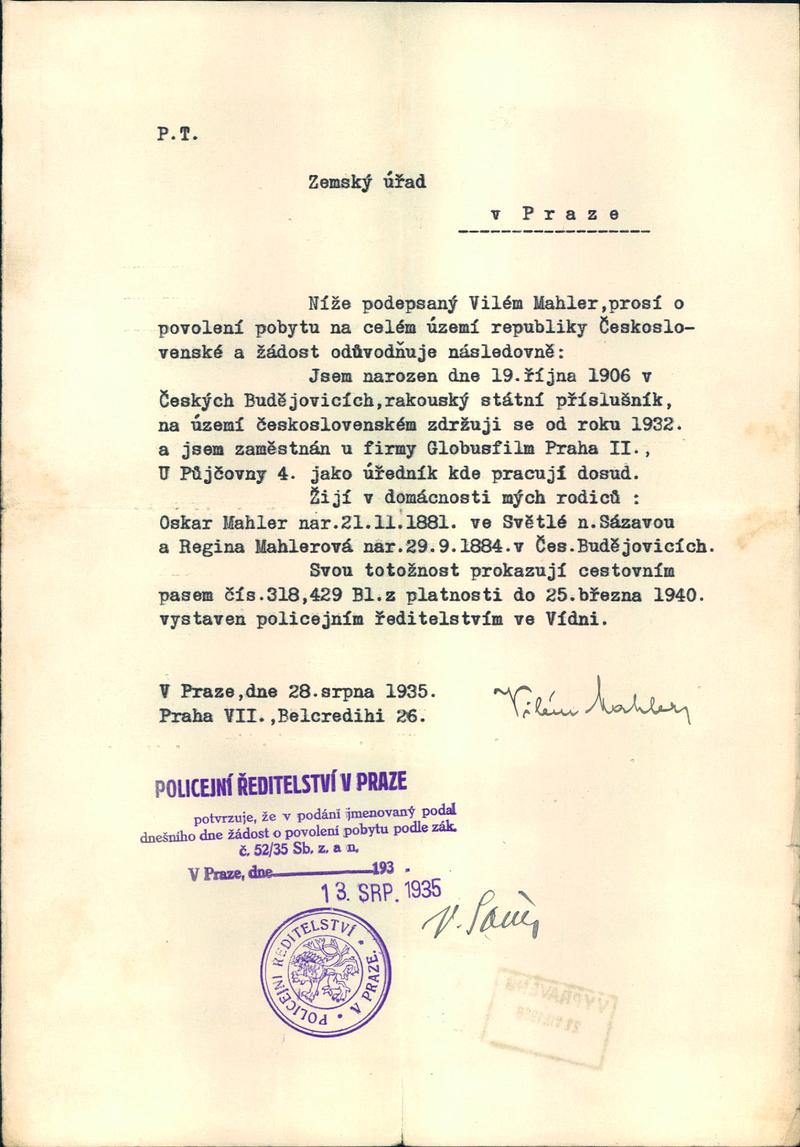 P.T.
Zemský úřad
v Praze
Níže podepsaný Vilém Mahler,prosí o
povolení pobytu na celém území republiky Českoslo-
venské a žádost odůvodňuje následovně:
Jsem narozen dne 19.října 1906 v
Českých Budějovicích,rakouský státní příslušník,
na území československém zdržuji se od roku 1932.
a jsem zaměstnán u firmy Globusfilm Praha II.,
U Půjčovny 4. jako úředník kde pracují dosud.
Žijí v domácnosti mých rodiců :
Oskar Mahler nar.21.11.1881. ve Světlé n.Sázavou
a Regina Mahlerová nar.29.9.1884.v Čes.Budějovicích.
Svou totožnost prokazují cestovním
pasem čís.318,429 Bl.z platnosti do 25.března 1940.
vystaven policejním ředitelstvím ve Vídni.
V Praze,dne 28.srpna 1935.
Praha VII.,Belcredihi 26.
Vilém Mahler
POLICEJNÍ ŘEDITELSTVÍ V PRAZE
potvrzuje, že v podání jmenovaný podal
dnešního dne žádost o povolení pobytu podle zák.
č. 52/35 Sb. z. a n.
V Praze, dne 193 .
13. SRP. 1935
POLICEJNÍ ŘEDITELSTVÍ • V PRAZE. •
VYPRAVENO